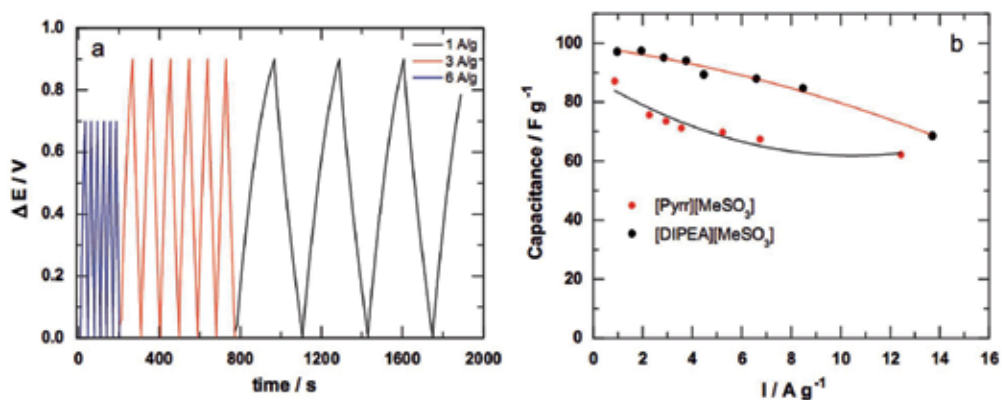 a
1 A/g
3 A/g
6 A/g
1.0
0.8
0.6
0.4
0.2
0.0
Δ E / V
0 400 800 1200 1600 2000
time / s
b
100
80
60
40
20
0
Capacitance / F g⁻¹
[Pyrr][MeSO₃]
[DIPEA][MeSO₃]
0 2 4 6 8 10 12 14 16
I / A g⁻¹